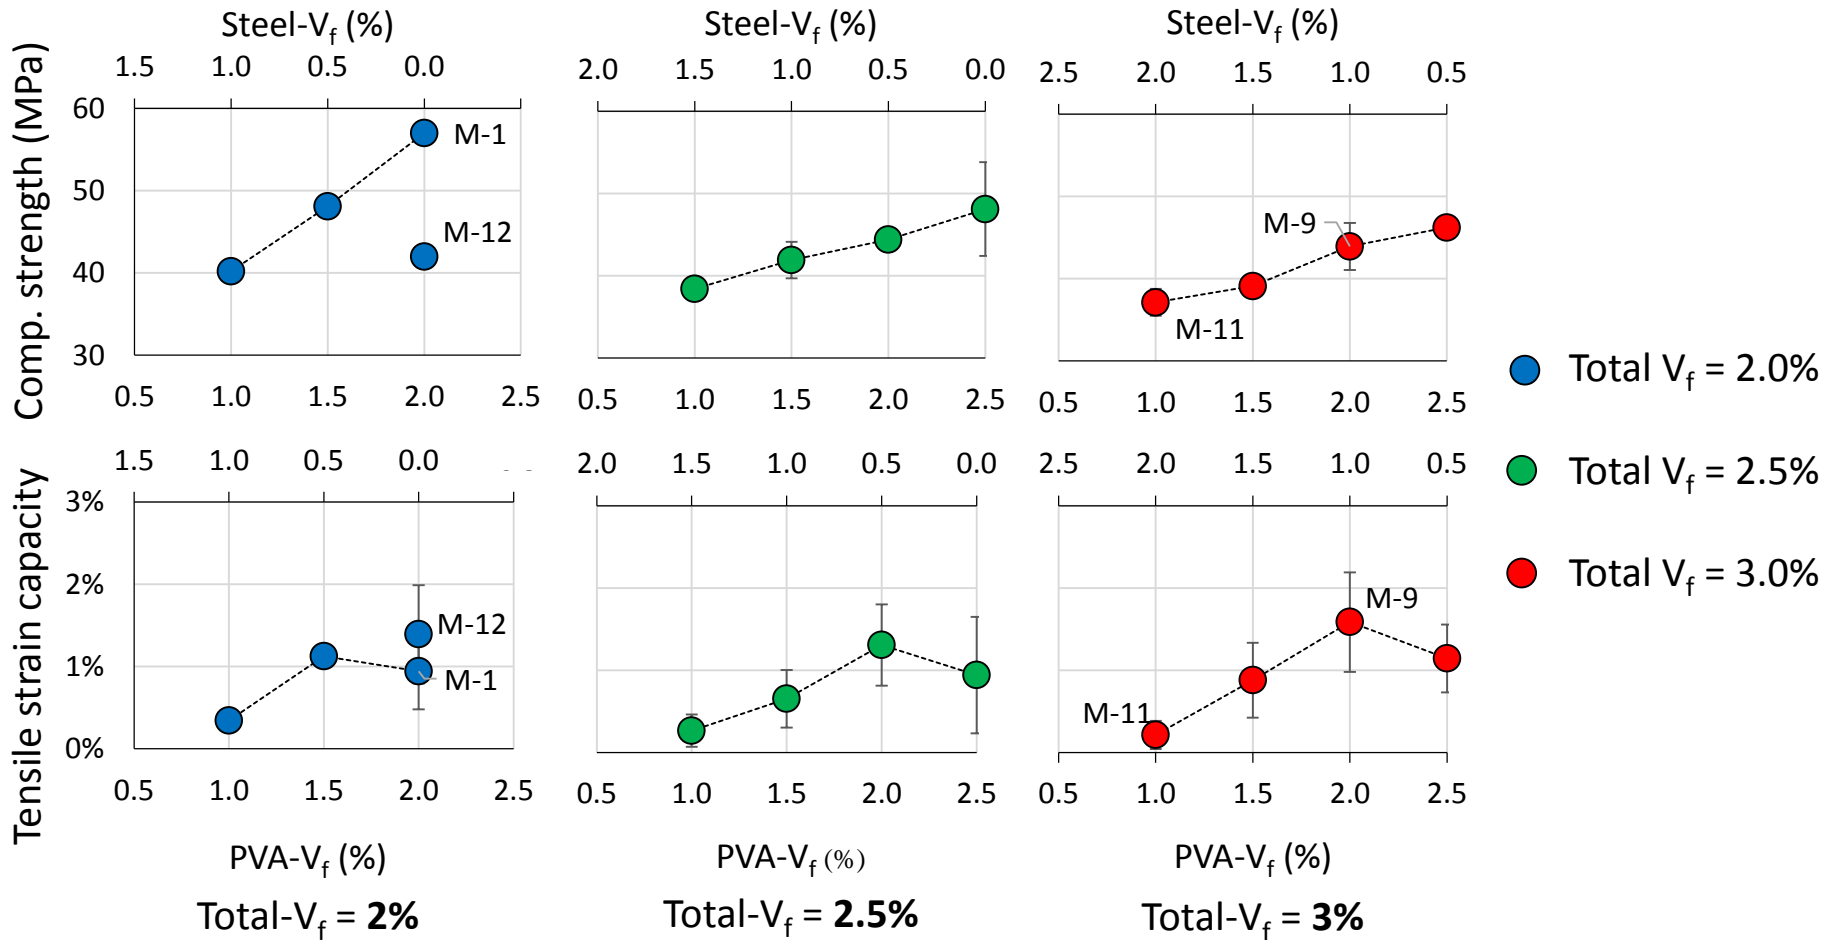 Steel-Vf (%) Steel-Vf (%) Steel-Vf (%)
1.5 1.0 0.5 0.0 2.0 1.5 1.0 0.5 0.0 2.5 2.0 1.5 1.0 0.5
Comp. strength (MPa)
60
50
40
30
M-1
M-12
M-9
M-11
0.5 1.0 1.5 2.0 2.5 0.5 1.0 1.5 2.0 2.5 0.5 1.0 1.5 2.0 2.5
Total Vf = 2.0%
Total Vf = 2.5%
Total Vf = 3.0%
1.5 1.0 0.5 0.0 2.0 1.5 1.0 0.5 0.0 2.5 2.0 1.5 1.0 0.5
Tensile strain capacity
3%
2%
1%
0%
M-12
M-1
M-9
M-11
0.5 1.0 1.5 2.0 2.5 0.5 1.0 1.5 2.0 2.5 0.5 1.0 1.5 2.0 2.5
PVA-Vf (%) PVA-Vf (%) PVA-Vf (%)
Total-Vf = 2% Total-Vf = 2.5% Total-Vf = 3%